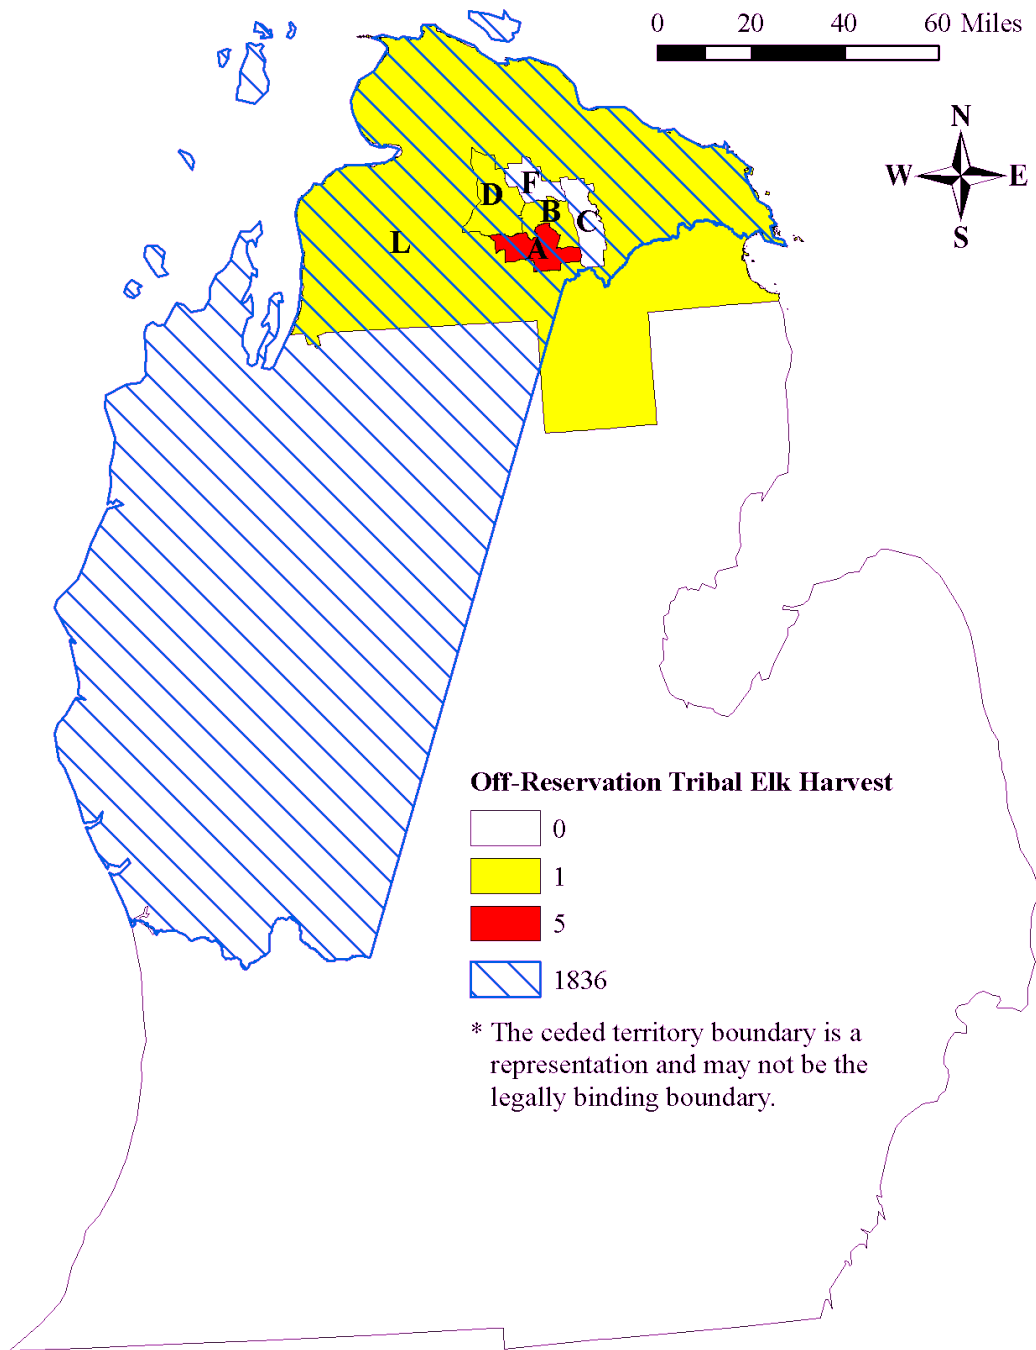 0 20 40 60 Miles
N
W E
S
F
D
B
C
L
A
Off-Reservation Tribal Elk Harvest
0
1
5
1836
* The ceded territory boundary is a
representation and may not be the
legally binding boundary.